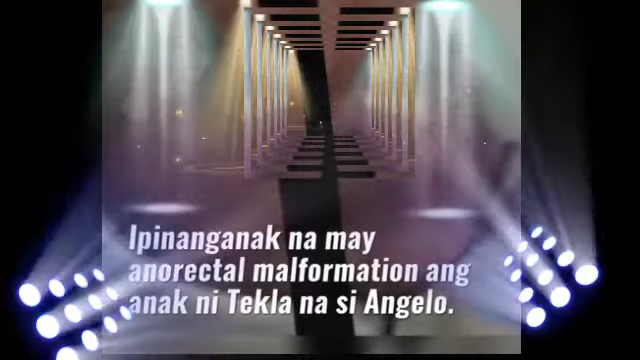 Ipinanganak na may
anorectal malformation ang
anak ni Tekla na si Angelo.